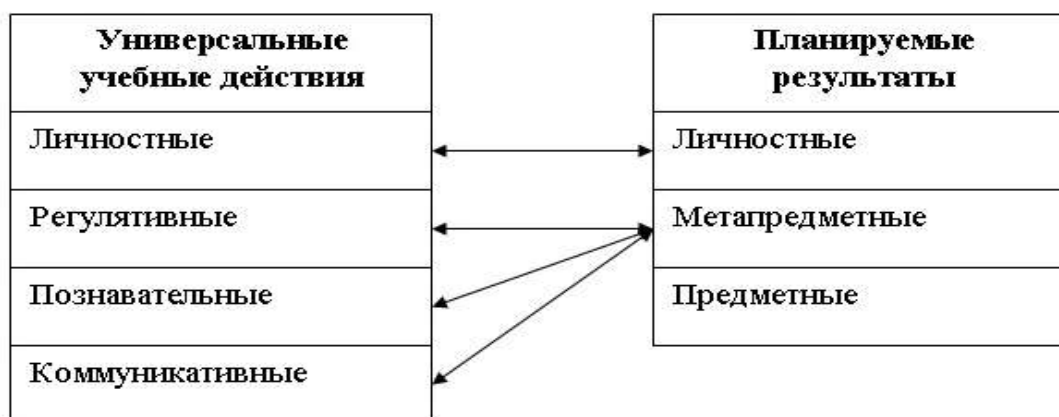 Универсальные
учебные действия
Личностные
Регулятивные
Познавательные
Коммуникативные
Планируемые
результаты
Личностные
Метапредметные
Предметные